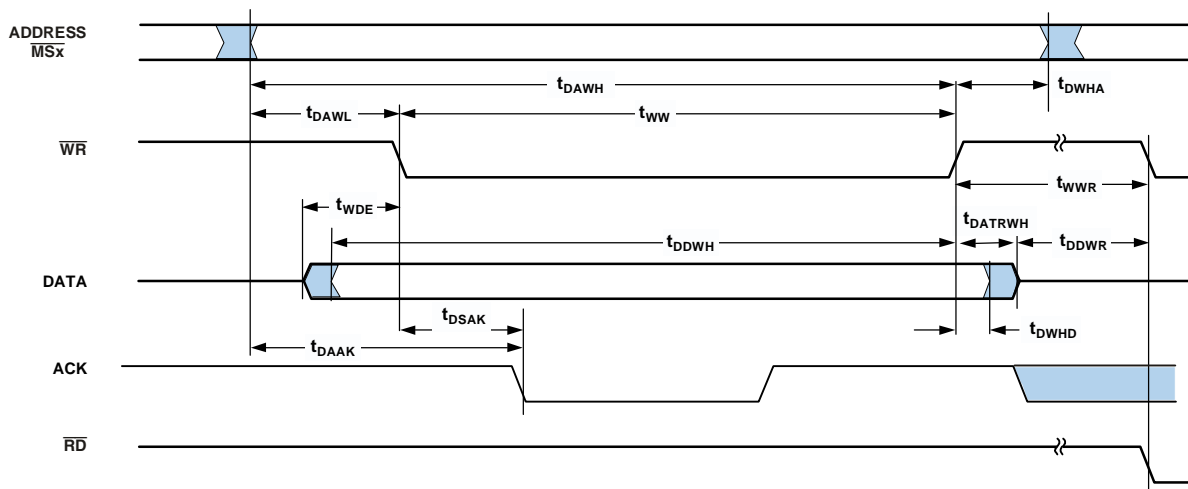 ADDRESS
MSx
tDAWH
tDWHA
tDAWL
tWW
WR
tWWR
tWDE
tDATRWH
tDDWH
tDDWR
DATA
tDSAK
tDWHD
tDAAK
ACK
RD